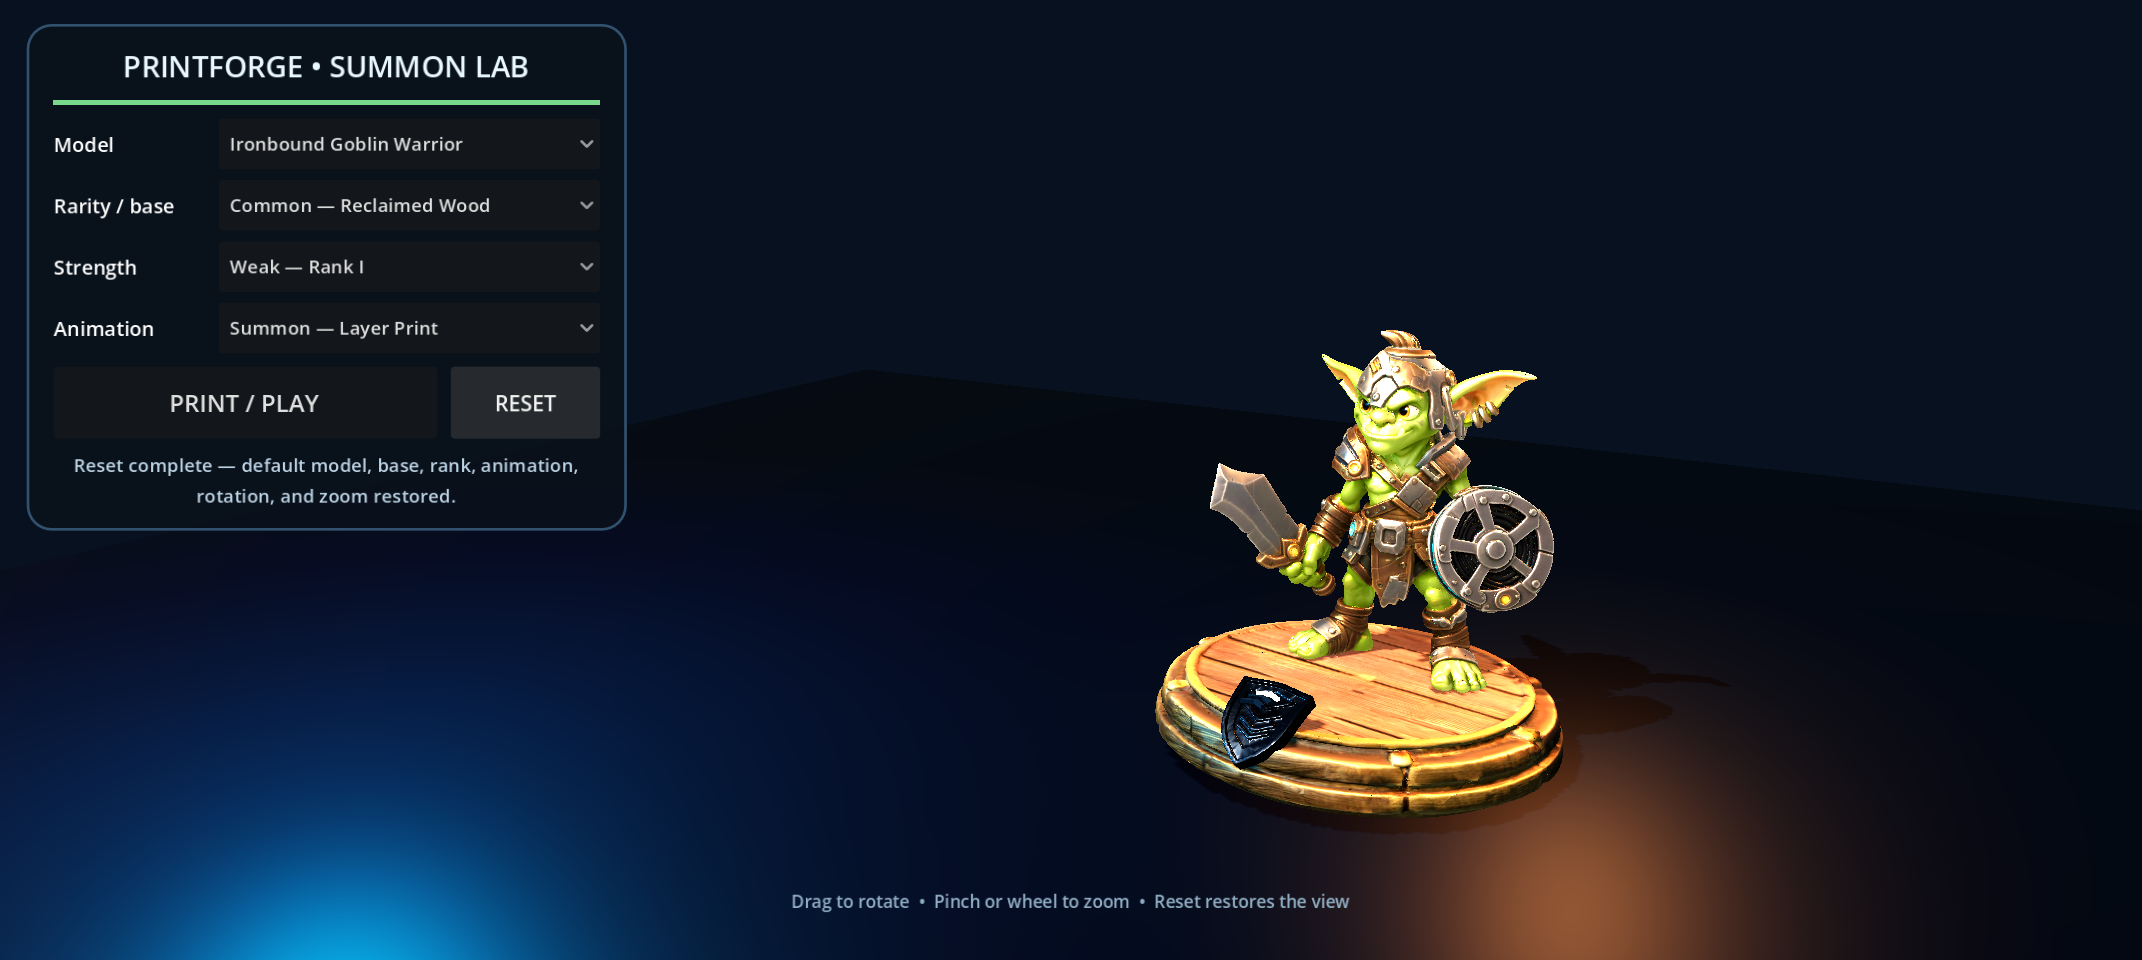 PRINTFORGE • SUMMON LAB
Model
Ironbound Goblin Warrior
Rarity / base
Common — Reclaimed Wood
Strength
Weak — Rank I
Animation
Summon — Layer Print
PRINT / PLAY
RESET
Reset complete — default model, base, rank, animation,
rotation, and zoom restored.
Drag to rotate • Pinch or wheel to zoom • Reset restores the view